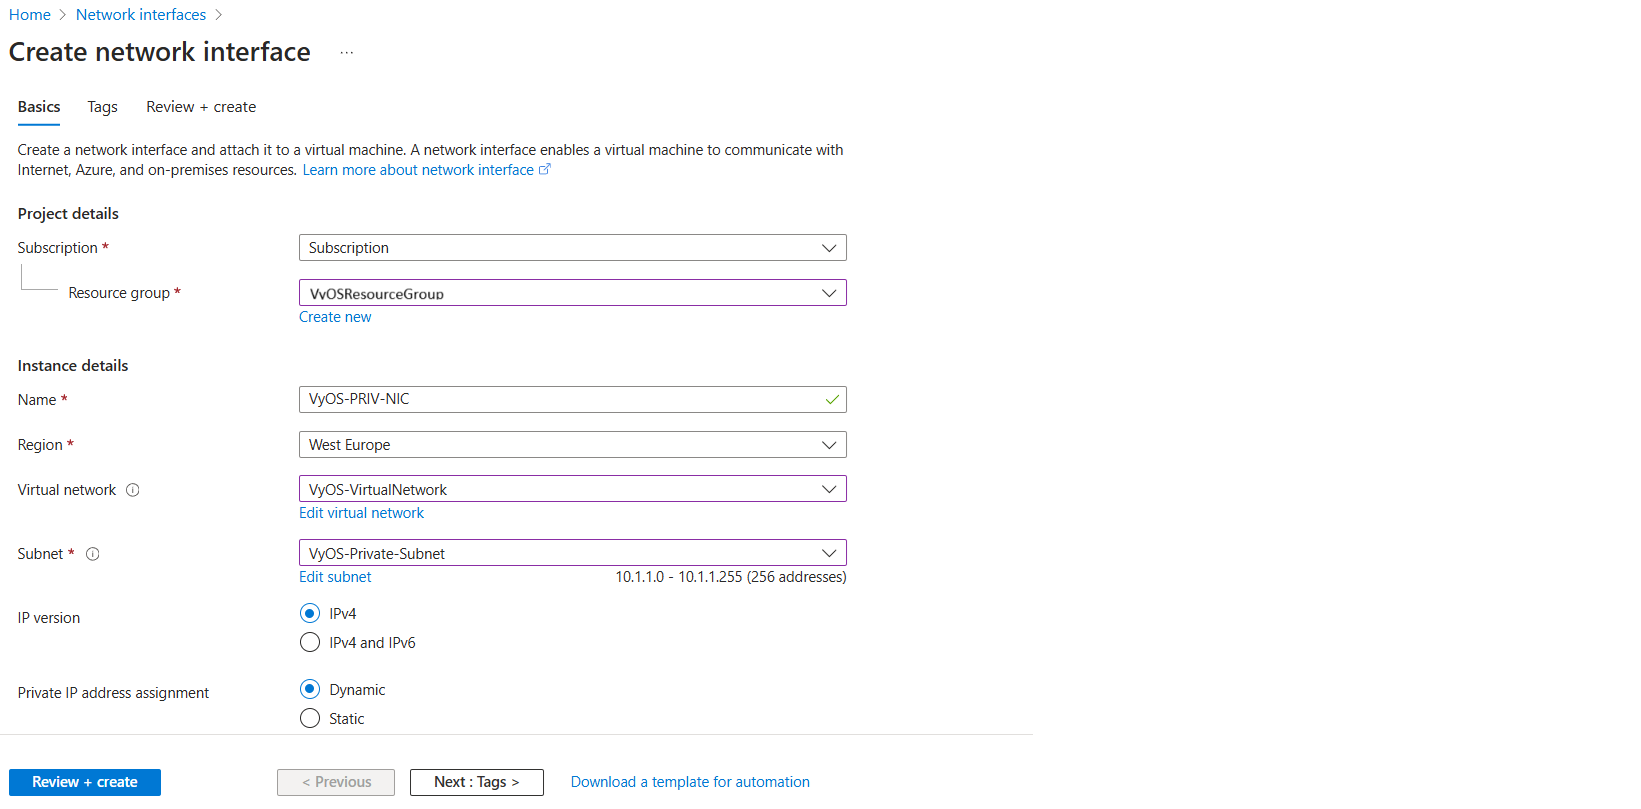 Home > Network interfaces >
Create network interface ...
Basics Tags Review + create
Create a network interface and attach it to a virtual machine. A network interface enables a virtual machine to communicate with
Internet, Azure, and on-premises resources. Learn more about network interface
Project details
Subscription * Subscription
Resource group * VyOSResourceGroup
Create new
Instance details
Name * VyOS-PRIV-NIC
Region * West Europe
Virtual network VyOS-VirtualNetwork
Edit virtual network
Subnet * VyOS-Private-Subnet
Edit subnet 10.1.1.0 - 10.1.1.255 (256 addresses)
IP version IPv4
IPv4 and IPv6
Private IP address assignment Dynamic
Static
Review + create < Previous Next : Tags > Download a template for automation